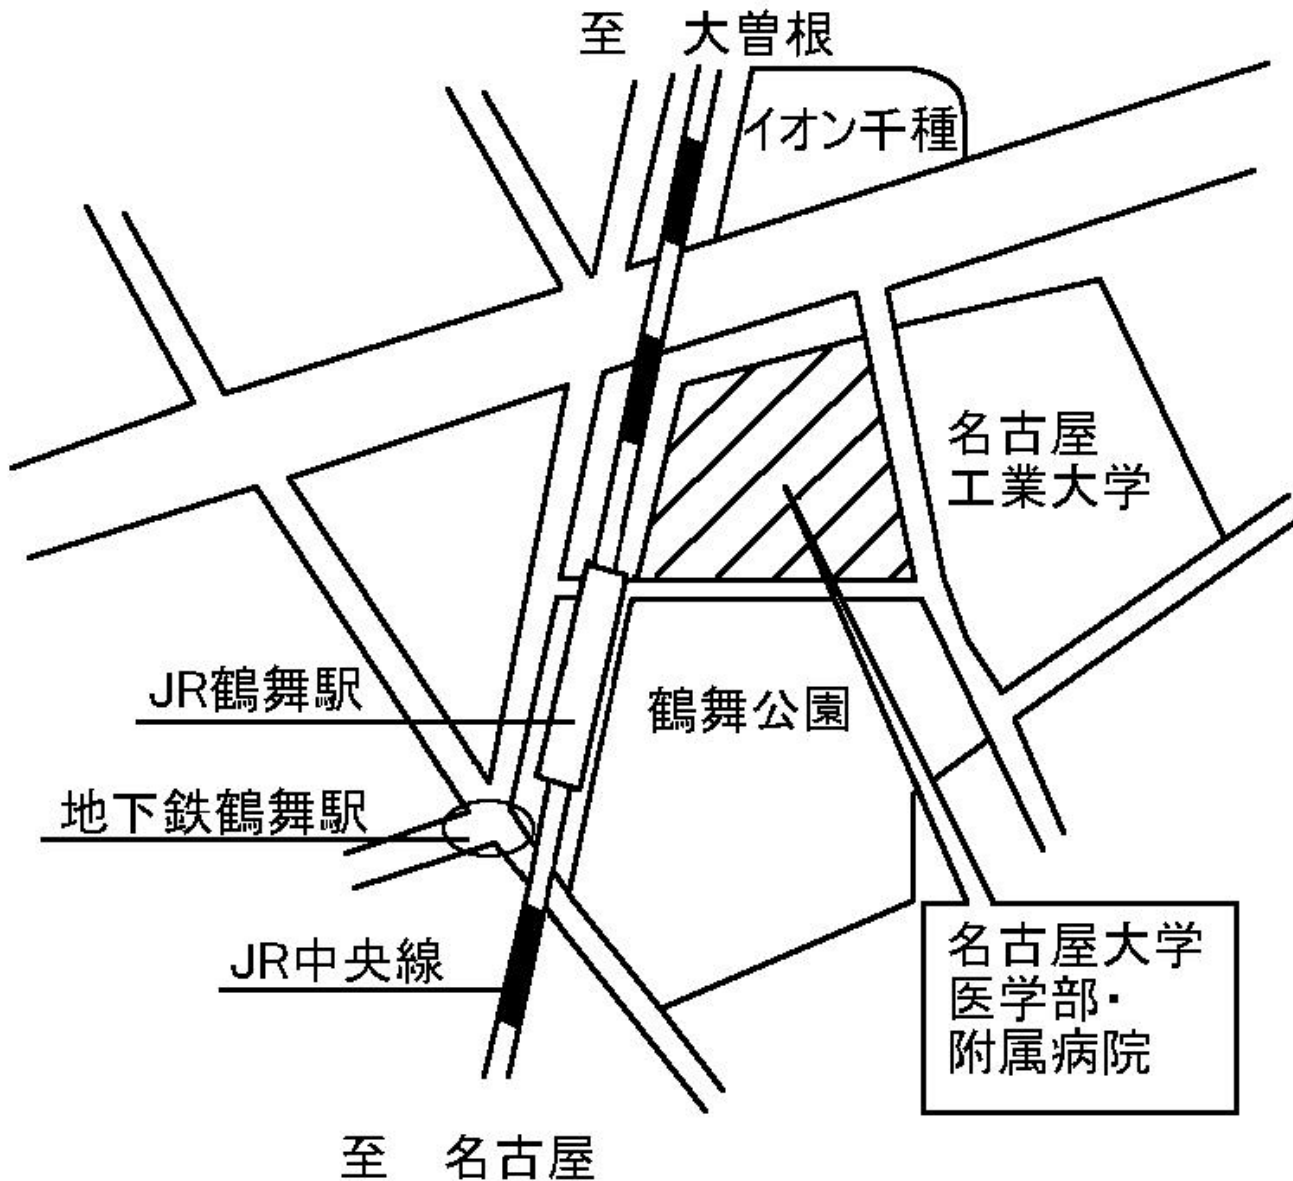 至 大曽根
イオン千種
名古屋
工業大学
JR鶴舞駅
鶴舞公園
地下鉄鶴舞駅
JR中央線
名古屋大学
医学部・
附属病院
至 名古屋